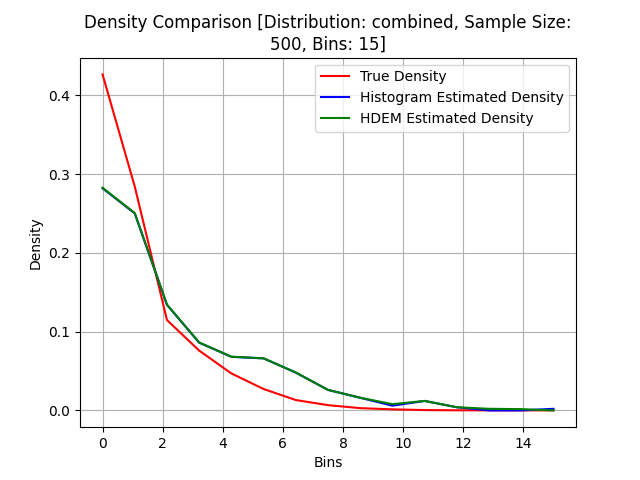 Density Comparison [Distribution: combined, Sample Size:
500, Bins: 15]
True Density
Histogram Estimated Density
HDEM Estimated Density
Density
0.4
0.3
0.2
0.1
0.0
0 2 4 6 8 10 12 14
Bins